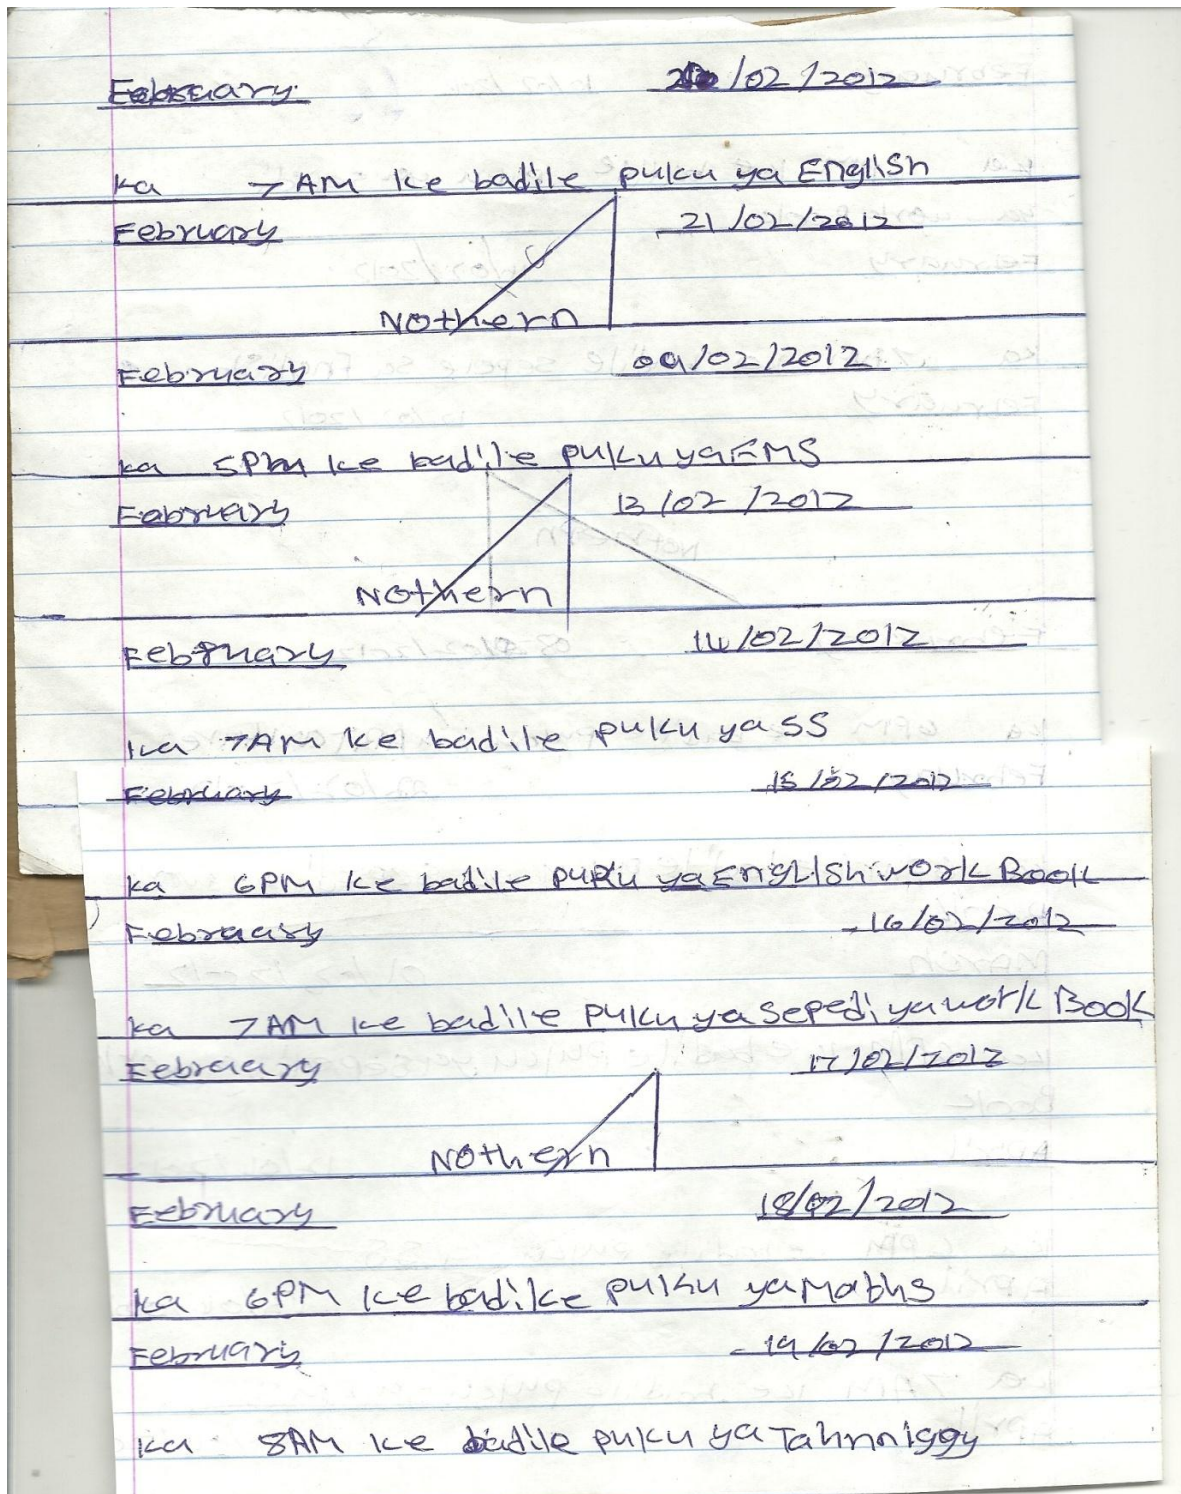 February 20/02/2012
ka 7AM ke badile puku ya English
February 21/02/2012
Nothern
February 09/02/2012
ka 5PM ke badile puku ya EMS
February 13/02/2012
Nothern
February 14/02/2012
ka 7AM ke badile puku ya SS
February 15/02/2012
ka 6PM ke badile puku ya English work Book
February 16/02/2012
ka 7AM ke badile puku ya sepedi ya work Book
February 17/02/2012
Nothern
February 18/02/2012
ka 6PM ke badike puku ya Maths
February 19/02/2012
ka 8AM ke badile puku ya Tahnniggy